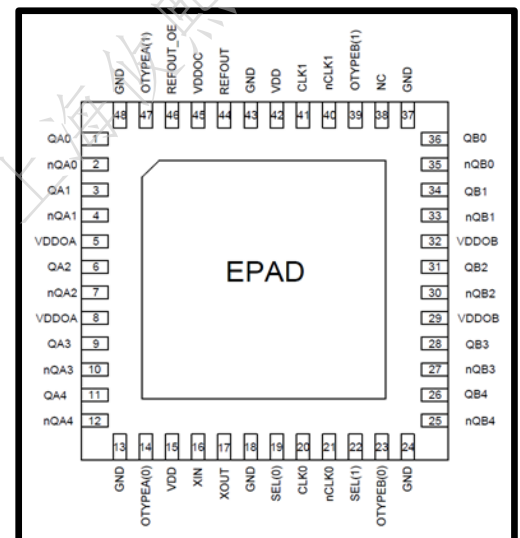 GND OTYPEA(1) REFOUT_OE VDDOC REFOUT GND VDD CLK1 nCLK1 OTYPEB(1) NC GND
48 47 46 45 44 43 42 41 40 39 38 37
QA0 1 36 QB0
nQA0 2 35 nQB0
QA1 3 34 QB1
nQA1 4 33 nQB1
VDDOA 5 32 VDDOB
QA2 6 31 QB2
EPAD
nQA2 7 30 nQB2
VDDOA 8 29 VDDOB
QA3 9 28 QB3
nQA3 10 27 nQB3
QA4 11 26 QB4
nQA4 12 25 nQB4
13 14 15 16 17 18 19 20 21 22 23 24
GND OTYPEA(0) VDD XIN XOUT GND SEL(0) CLK0 nCLK0 SEL(1) OTYPEB(0) GND
上海攸熙